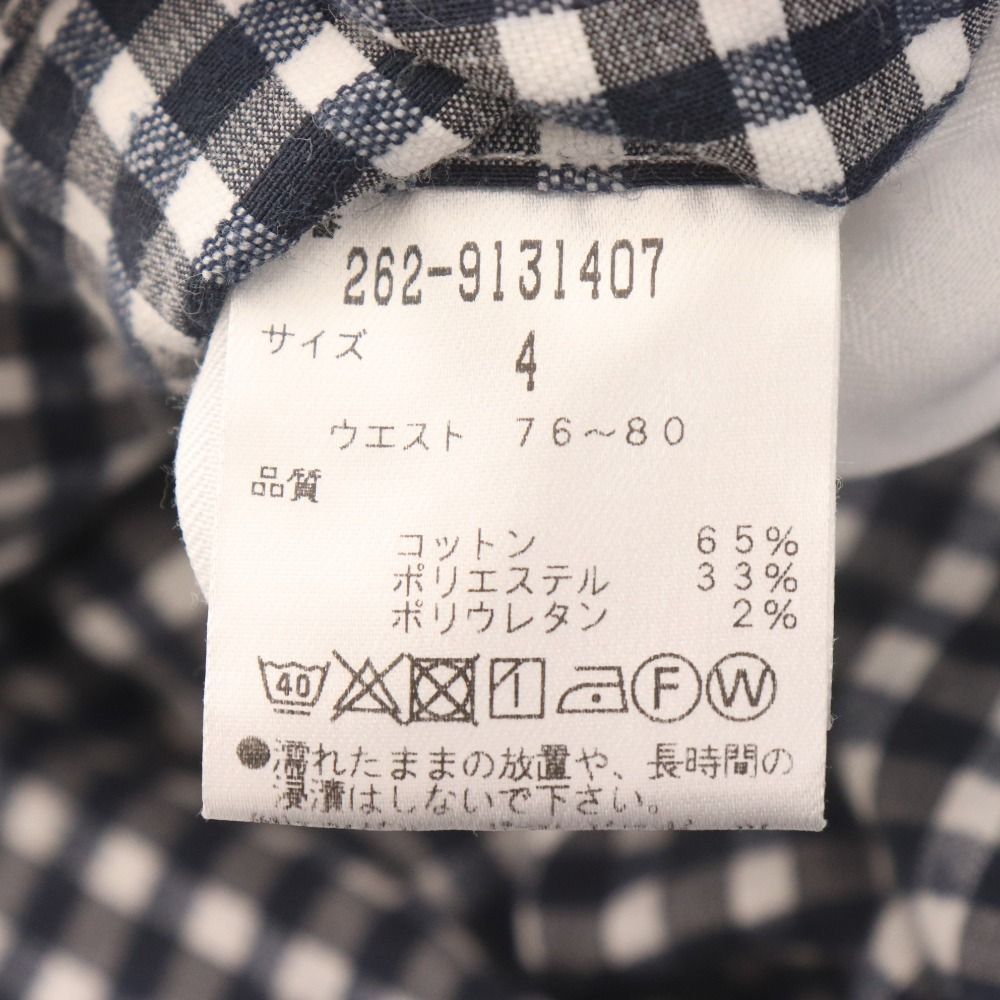 262-9131407
サイズ 4
ウエスト 76～80
品質
コットン 65%
ポリエステル 33%
ポリウレタン 2%
40 F W
●濡れたままの放置や、長時間の
浸漬はしないで下さい。